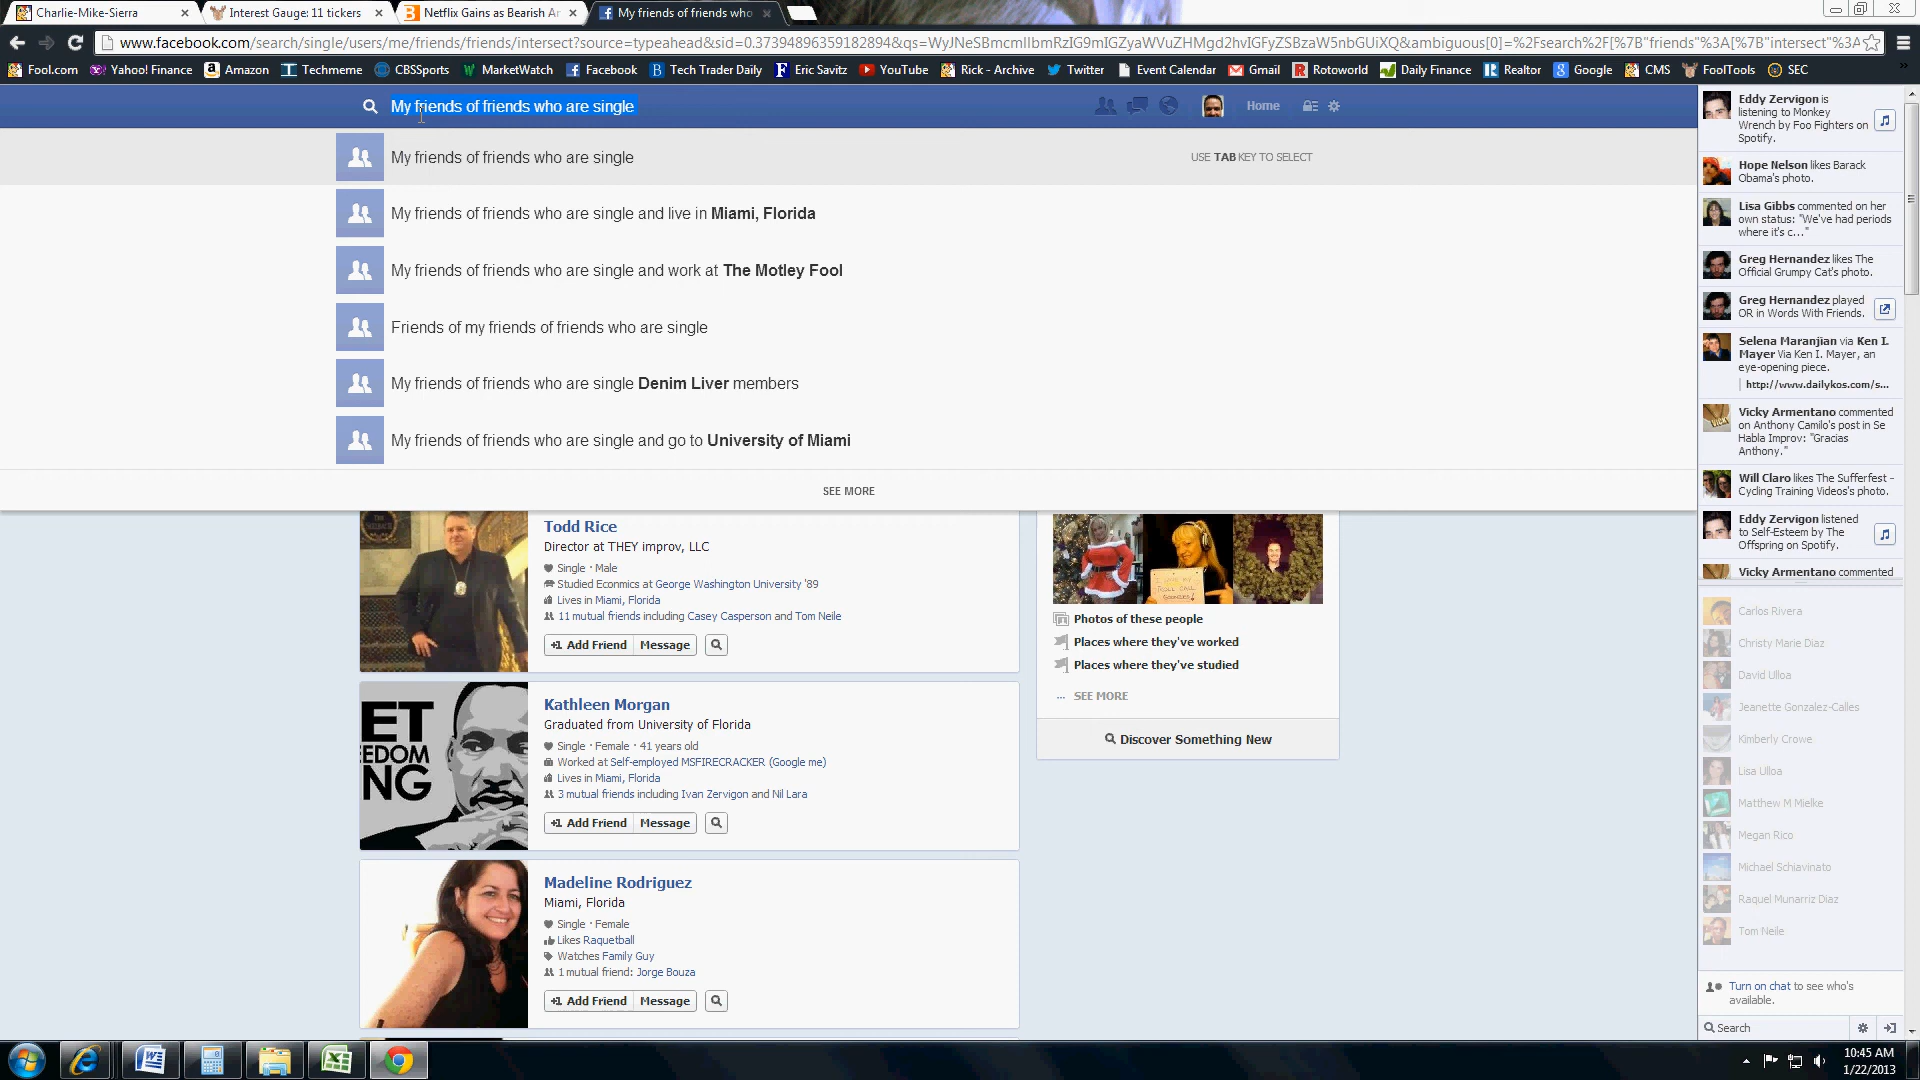 Charlie-Mike-Sierra
Interest Gauge: 11 tickers
Netflix Gains as Bearish Ar
My friends of friends who
www.facebook.com/search/single/users/me/friends/friends/intersect?source=typeahead&sid=0.37394896359182894&qs=WyJNeSBmcmllbmRzIG9mIGZyaWVuZHMgd2hvIGFyZSBzaW5nbGUiXQ&ambiguous[0]=%2Fsearch%2F[%7B"friends"%3A[%7B"intersect"%3A
Fool.com Yahoo! Finance Amazon Techmeme CBSSports MarketWatch Facebook Tech Trader Daily Eric Savitz YouTube Rick - Archive Twitter Event Calendar Gmail Rotoworld Daily Finance Realtor Google CMS FoolTools SEC
My friends of friends who are single
Home
My friends of friends who are single
USE TAB KEY TO SELECT
My friends of friends who are single and live in Miami, Florida
My friends of friends who are single and work at The Motley Fool
Friends of my friends of friends who are single
My friends of friends who are single Denim Liver members
My friends of friends who are single and go to University of Miami
SEE MORE
Todd Rice
Director at THEY improv, LLC
Single · Male
Studied Econmics at George Washington University '89
Lives in Miami, Florida
11 mutual friends including Casey Casperson and Tom Neile
+1 Add Friend Message
ET
EEDOM
NG
Kathleen Morgan
Graduated from University of Florida
Single · Female · 41 years old
Worked at Self-employed MSFIRECRACKER (Google me)
Lives in Miami, Florida
3 mutual friends including Ivan Zervigon and Nil Lara
+1 Add Friend Message
Madeline Rodriguez
Miami, Florida
Single · Female
Likes Raquetball
Watches Family Guy
1 mutual friend: Jorge Bouza
+1 Add Friend Message
Photos of these people
Places where they've worked
Places where they've studied
... SEE MORE
Discover Something New
Eddy Zervigon is
listening to Monkey
Wrench by Foo Fighters on
Spotify.
Hope Nelson likes Barack
Obama's photo.
Lisa Gibbs commented on her
own status: "We've had periods
where it's c..."
Greg Hernandez likes The
Official Grumpy Cat's photo.
Greg Hernandez played
OR in Words With Friends.
Selena Maranjian via Ken I.
Mayer Via Ken I. Mayer, an
eye-opening piece.
http://www.dailykos.com/s...
Vicky Armentano commented
on Anthony Camilo's post in Se
Habla Improv: "Gracias
Anthony."
Will Claro likes The Sufferfest -
Cycling Training Videos's photo.
Eddy Zervigon listened
to Self-Esteem by The
Offspring on Spotify.
Vicky Armentano commented
Carlos Rivera
Christy Marie Diaz
David Ulloa
Jeanette Gonzalez-Calles
Kimberly Crowe
Lisa Ulloa
Matthew M Mielke
Megan Rico
Michael Schiavinato
Raquel Munarriz Diaz
Tom Neile
Turn on chat to see who's
available.
Search
10:45 AM
1/22/2013